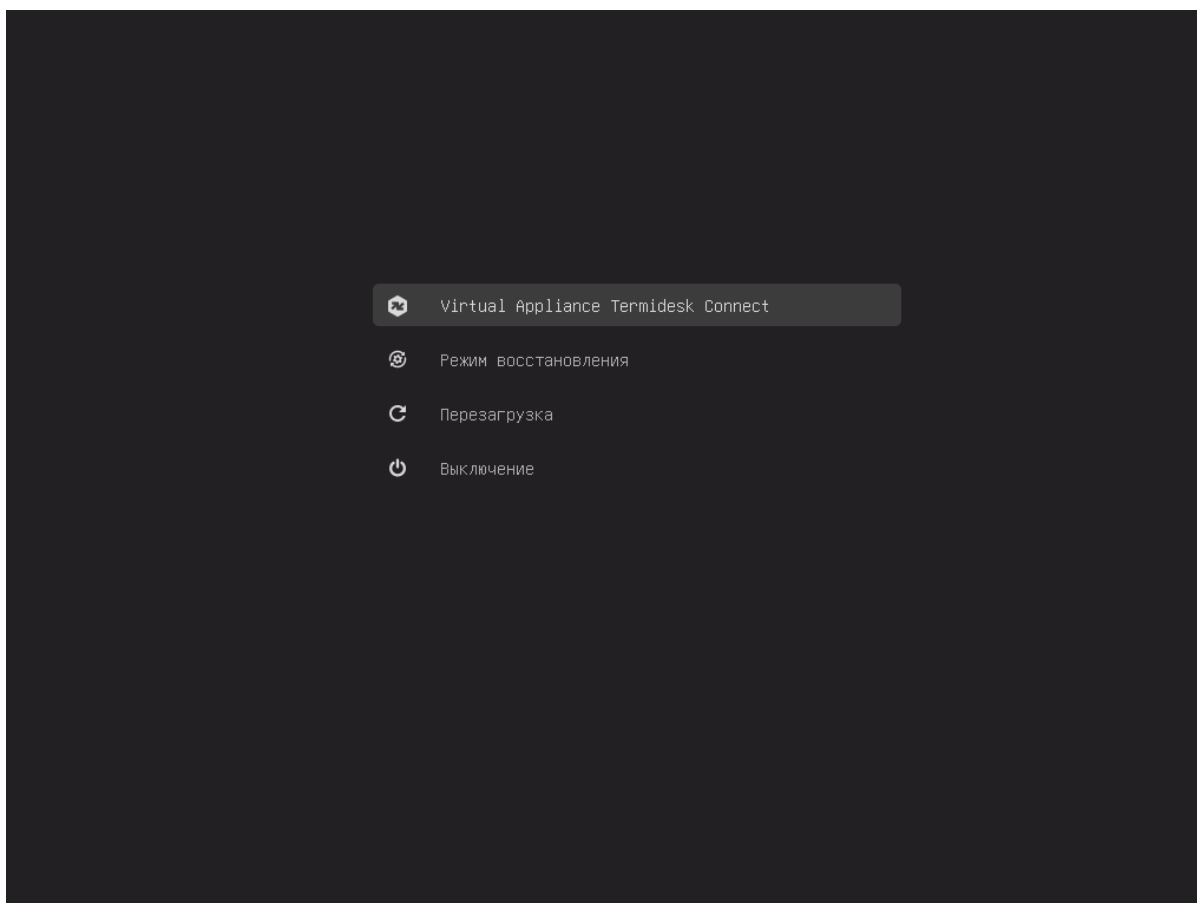 Virtual Appliance Termidesk Connect
Режим восстановления
Перезагрузка
Выключение